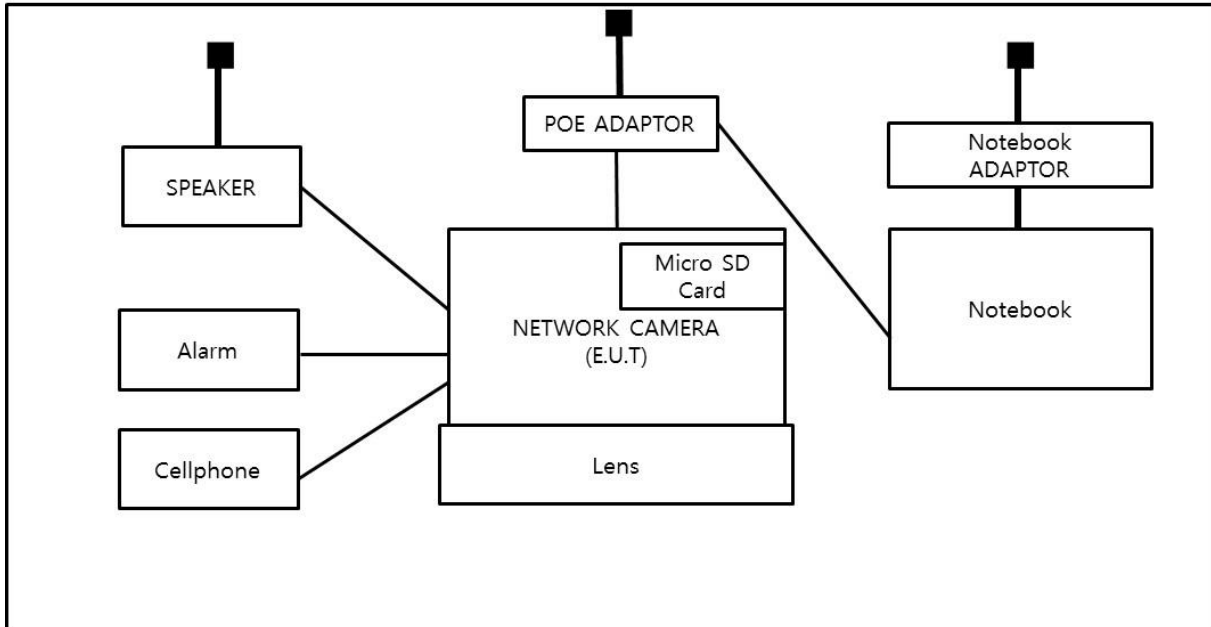 POE ADAPTOR
Notebook
ADAPTOR
SPEAKER
Micro SD
Card
NETWORK CAMERA
(E.U.T)
Notebook
Alarm
Cellphone
Lens